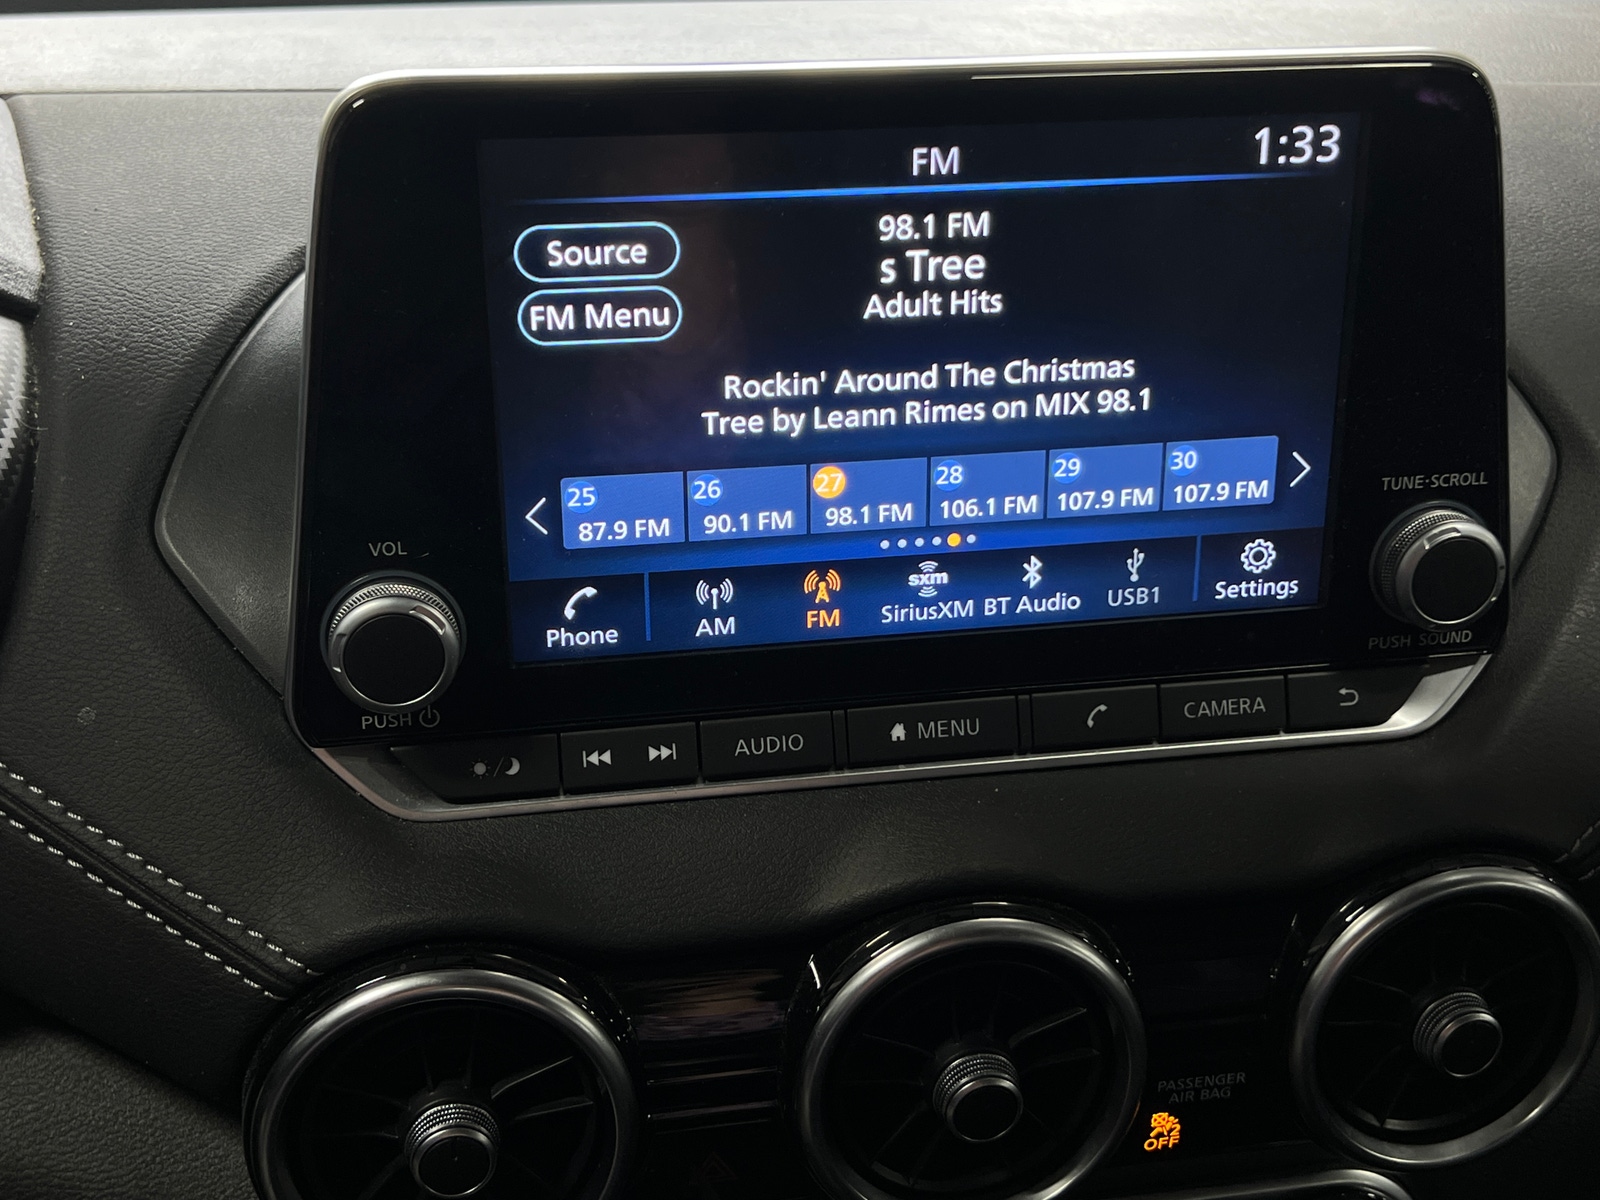 FM
1:33
Source
98.1 FM
s Tree
FM Menu
Adult Hits
Rockin' Around The Christmas
Tree by Leann Rimes on MIX 98.1
25
26
27
28
29
30
87.9 FM
90.1 FM
98.1 FM
106.1 FM
107.9 FM
107.9 FM
Phone
AM
FM
sxm
SiriusXM
BT Audio
USB1
Settings
VOL
PUSH
TUNE·SCROLL
PUSH SOUND
AUDIO
MENU
CAMERA
PASSENGER
AIR BAG
2
OFF